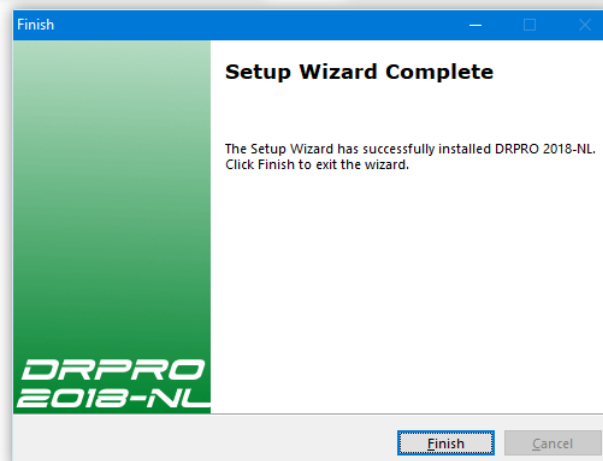 Finish
Setup Wizard Complete
The Setup Wizard has successfully installed DRPRO 2018-NL.
Click Finish to exit the wizard.
DRPRO
2018-NL
Finish
Cancel